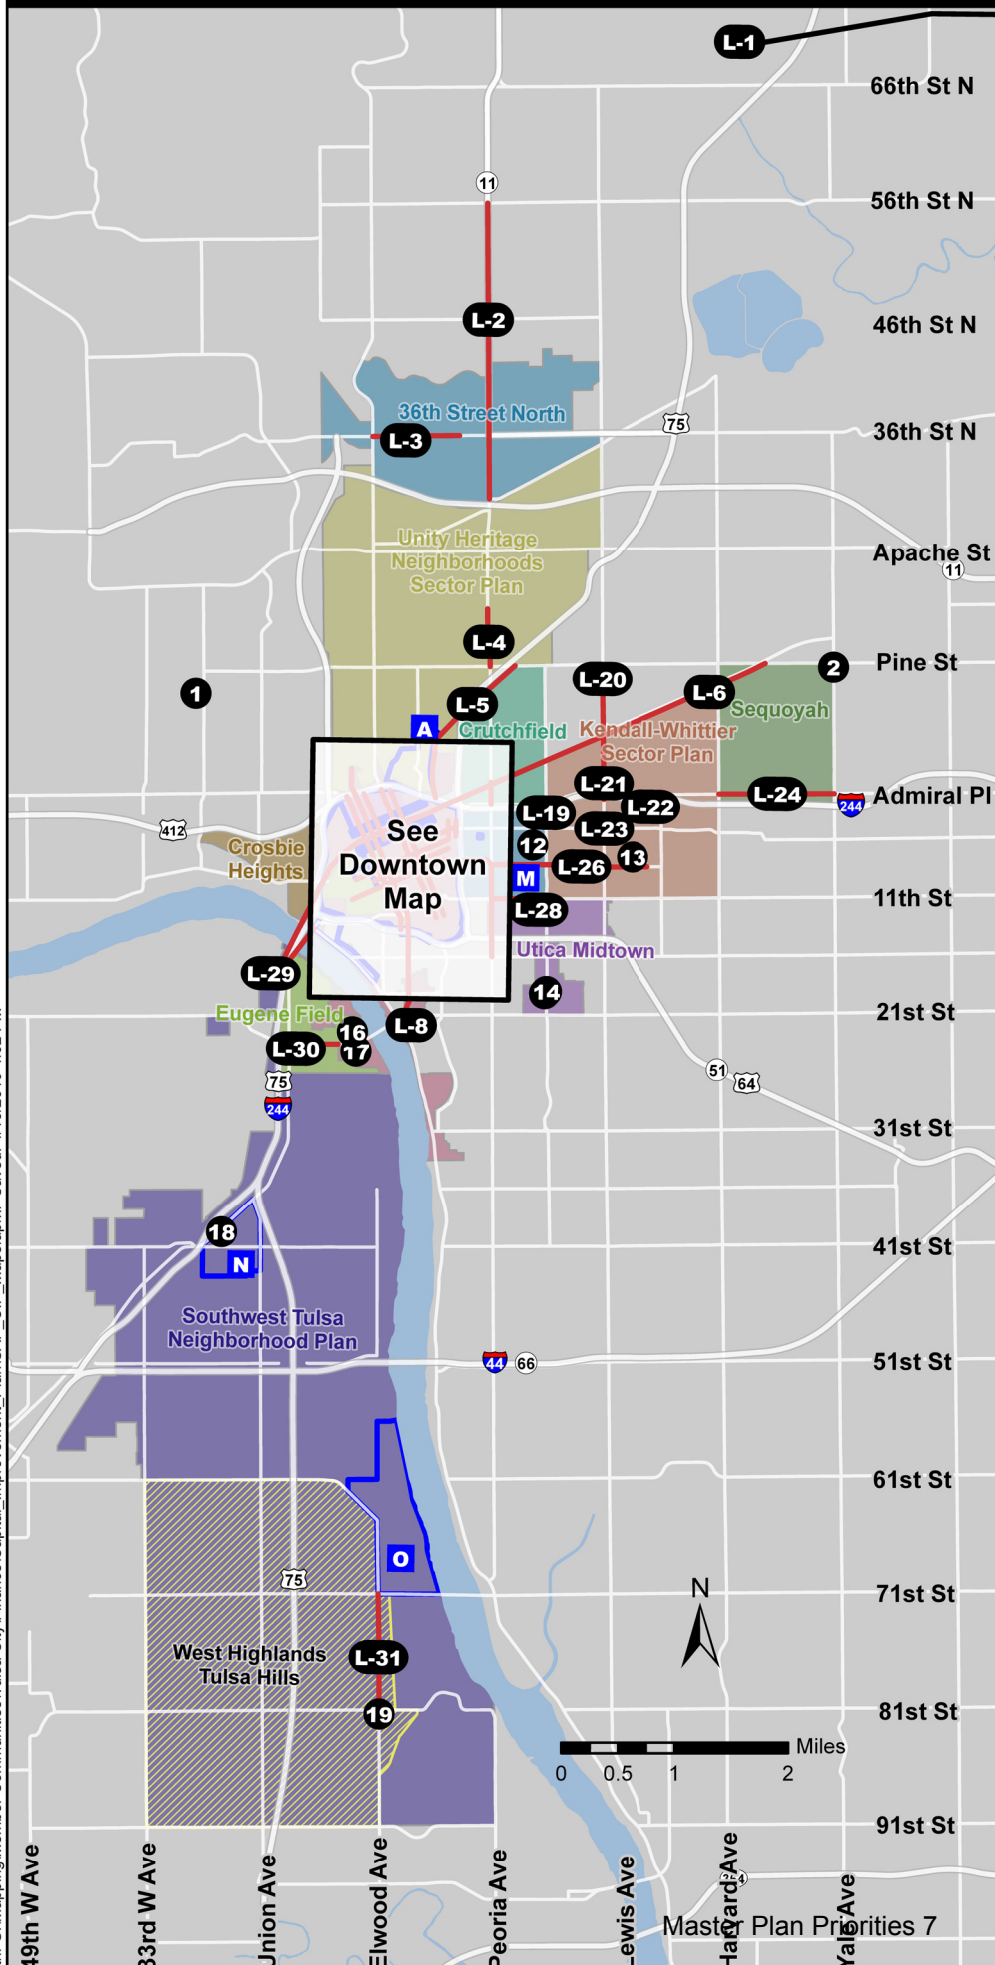 L-1
66th St N
11
56th St N
L-2
46th St N
36th Street North
75
36th St N
L-3
Unity Heritage
Neighborhoods
Sector Plan
Apache St
11
L-4
Pine St
2
1
L-20
L-6
L-5
Sequoyah
A
Crutchfield
Kendall-Whittier
Sector Plan
L-21
L-24
Admiral Pl
244
L-22
L-19
412
See
Downtown
Map
L-23
Crosbie
Heights
12
13
L-26
M
11th St
L-28
Utica Midtown
L-29
14
Eugene Field
21st St
L-8
16
17
L-30
75
51
64
244
31st St
18
41st St
N
Southwest Tulsa
Neighborhood Plan
44
66
51st St
61st St
O
75
71st St
N
West Highlands
Tulsa Hills
L-31
19
81st St
Miles
0 0.5 1 2
91st St
49th W Ave
33rd W Ave
Union Ave
Elwood Ave
Peoria Ave
Lewis Ave
Harvard Ave
Yale Ave
Master Plan Priorities 7